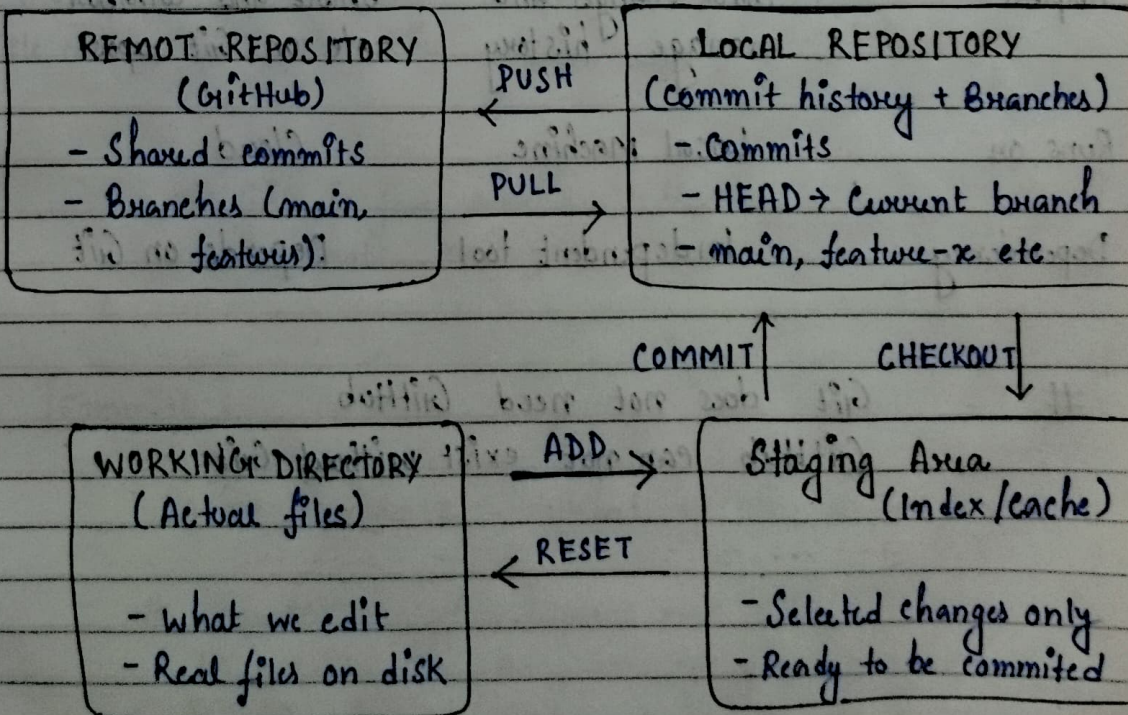 REMOT REPOSITORY
(GitHub)
- Shared commits
- Branches (main,
featuris)
PUSH
PULL
LOCAL REPOSITORY
(commit history + Branches)
- Commits
- HEAD → Current branch
- main, feature-x etc.
COMMIT
CHECKOUT
WORKING DIRECTORY
(Actual files)
- What we edit
- Real files on disk
ADD
RESET
Staging Area
(Index/Cache)
- Selected changes only
- Ready to be commited